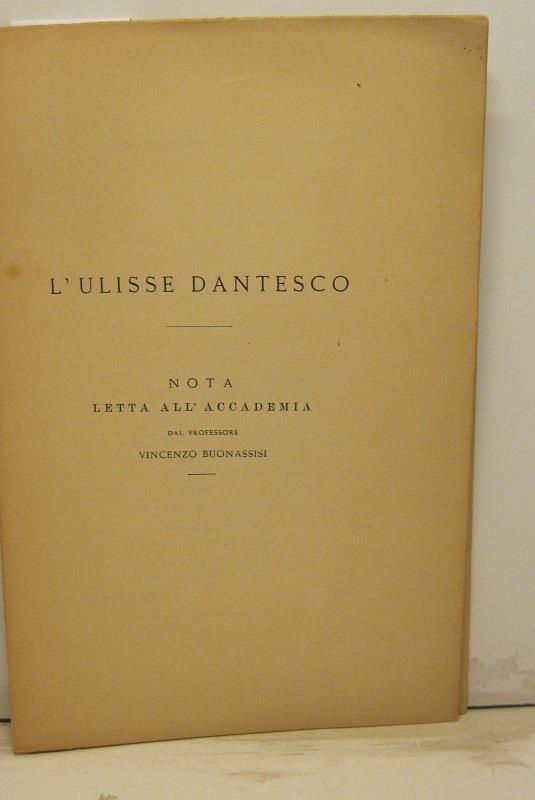 L'ULISSE DANTESCO
NOTA
LETTA ALL' ACCADEMIA
DAL PROFESSORE
VINCENZO BUONASSISI